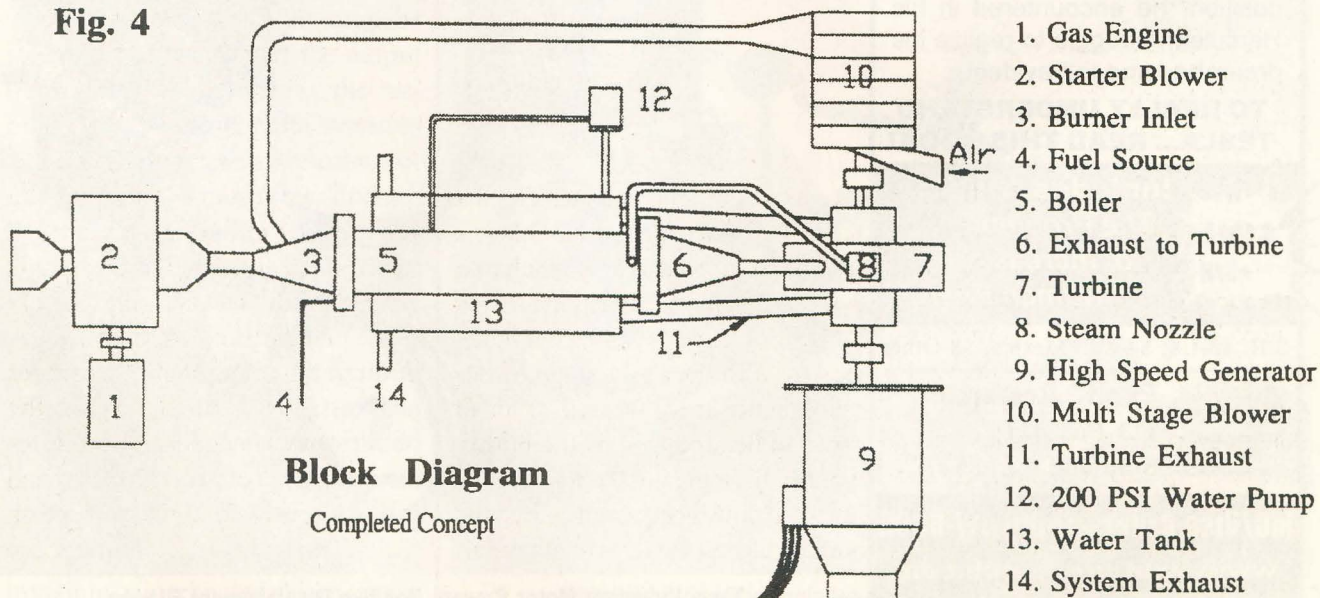 Fig. 4
10
12
Air
2
3
5
6
8
7
13
11
4
14
1
9
Block Diagram
Completed Concept
1. Gas Engine
2. Starter Blower
3. Burner Inlet
4. Fuel Source
5. Boiler
6. Exhaust to Turbine
7. Turbine
8. Steam Nozzle
9. High Speed Generator
10. Multi Stage Blower
11. Turbine Exhaust
12. 200 PSI Water Pump
13. Water Tank
14. System Exhaust